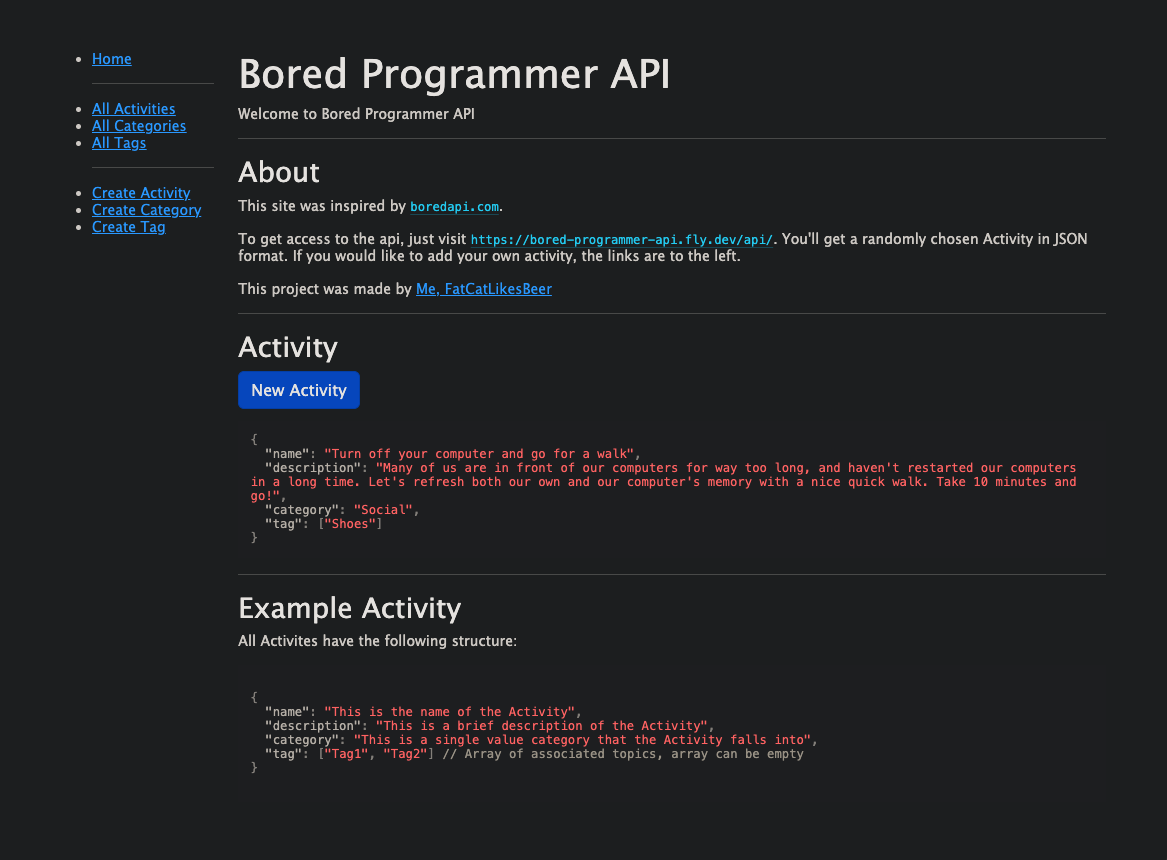 Home
All Activities
All Categories
All Tags
Create Activity
Create Category
Create Tag
Bored Programmer API
Welcome to Bored Programmer API
About
This site was inspired by boredapi.com.
To get access to the api, just visit https://bored-programmer-api.fly.dev/api/. You'll get a randomly chosen Activity in JSON
format. If you would like to add your own activity, the links are to the left.
This project was made by Me, FatCatLikesBeer
Activity
New Activity
{
  "name": "Turn off your computer and go for a walk",
  "description": "Many of us are in front of our computers for way too long, and haven't restarted our computers
in a long time. Let's refresh both our own and our computer's memory with a nice quick walk. Take 10 minutes and
go!",
  "category": "Social",
  "tag": ["Shoes"]
}
Example Activity
All Activites have the following structure:
{
  "name": "This is the name of the Activity",
  "description": "This is a brief description of the Activity",
  "category": "This is a single value category that the Activity falls into",
  "tag": ["Tag1", "Tag2"] // Array of associated topics, array can be empty
}